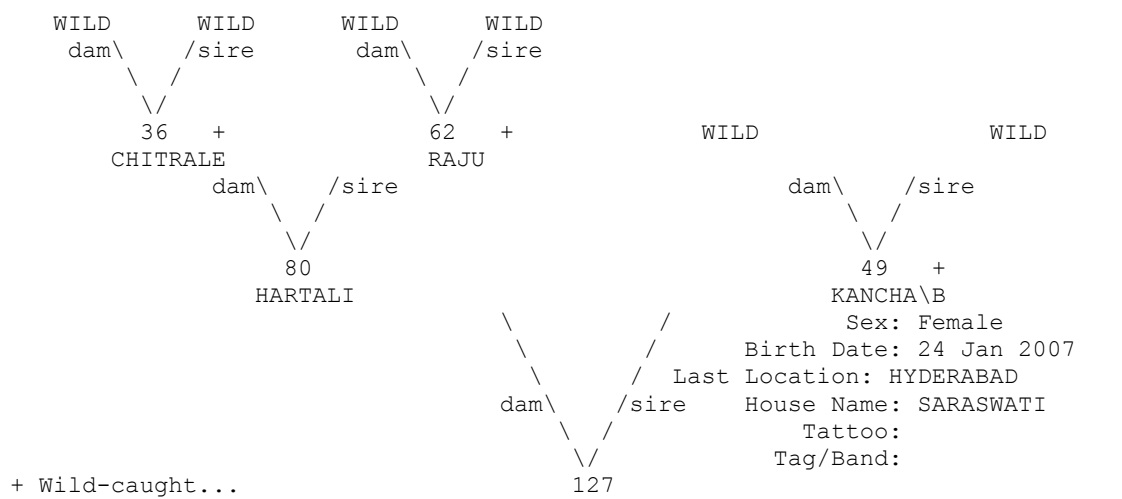 WILD WILD WILD WILD
dam\ /sire dam\ /sire
\ / \ /
\/ \/
36 + 62 + WILD WILD
CHITRALE RAJU
dam\ /sire dam\ /sire
\ / \ /
\/ \/
80 49 +
HARTALI KANCHA\B
\ / Sex: Female
\ / Birth Date: 24 Jan 2007
\ / Last Location: HYDERABAD
dam\ /sire House Name: SARASWATI
\ / Tattoo:
\/ Tag/Band:
+ Wild-caught... 127